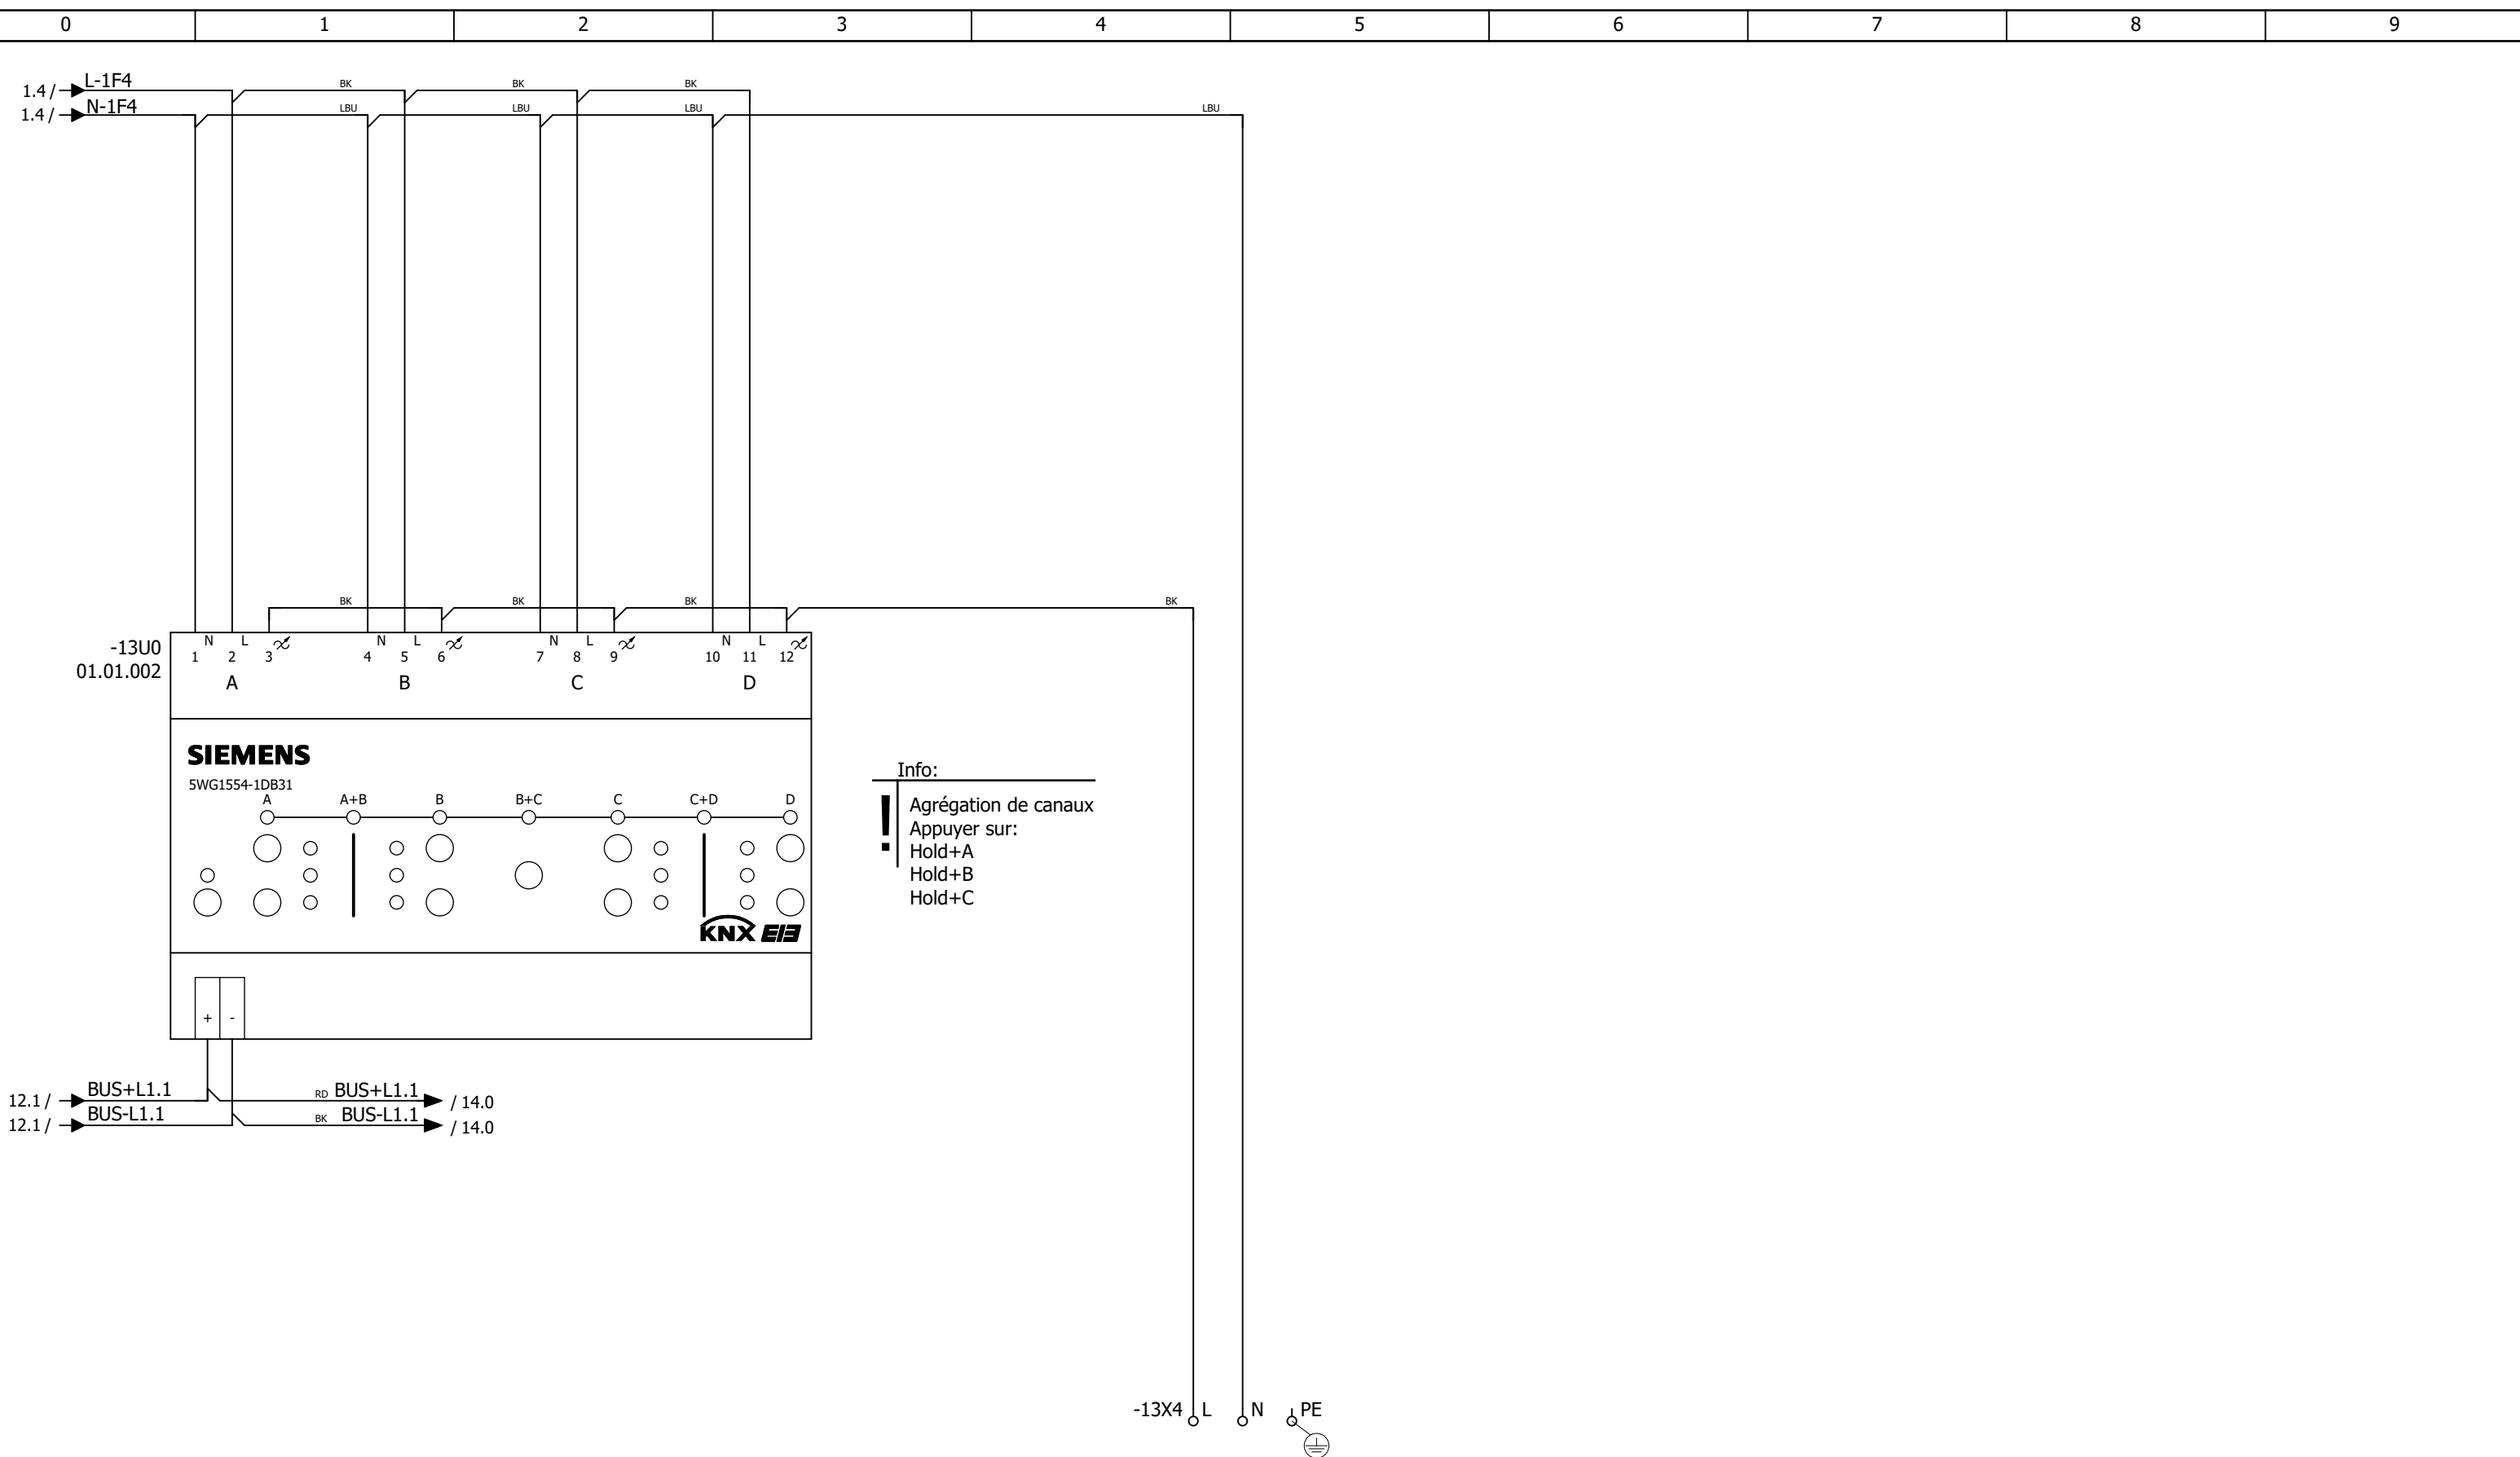 0 1 2 3 4 5 6 7 8 9
1.4 / L-1F4 BK BK BK
1.4 / N-1F4 LBU LBU LBU LBU
BK BK BK BK
-13U0
01.01.002
N L N L N L N L
1 2 3 4 5 6 7 8 9 10 11 12
A B C D
SIEMENS
5WG1554-1DB31
A A+B B B+C C C+D D
KNX EIB
+ -
Info:
!
Agrégation de canaux
Appuyer sur:
Hold+A
Hold+B
Hold+C
12.1 / BUS+L1.1 RD BUS+L1.1 / 14.0
12.1 / BUS-L1.1 BK BUS-L1.1 / 14.0
-13X4 L N PE